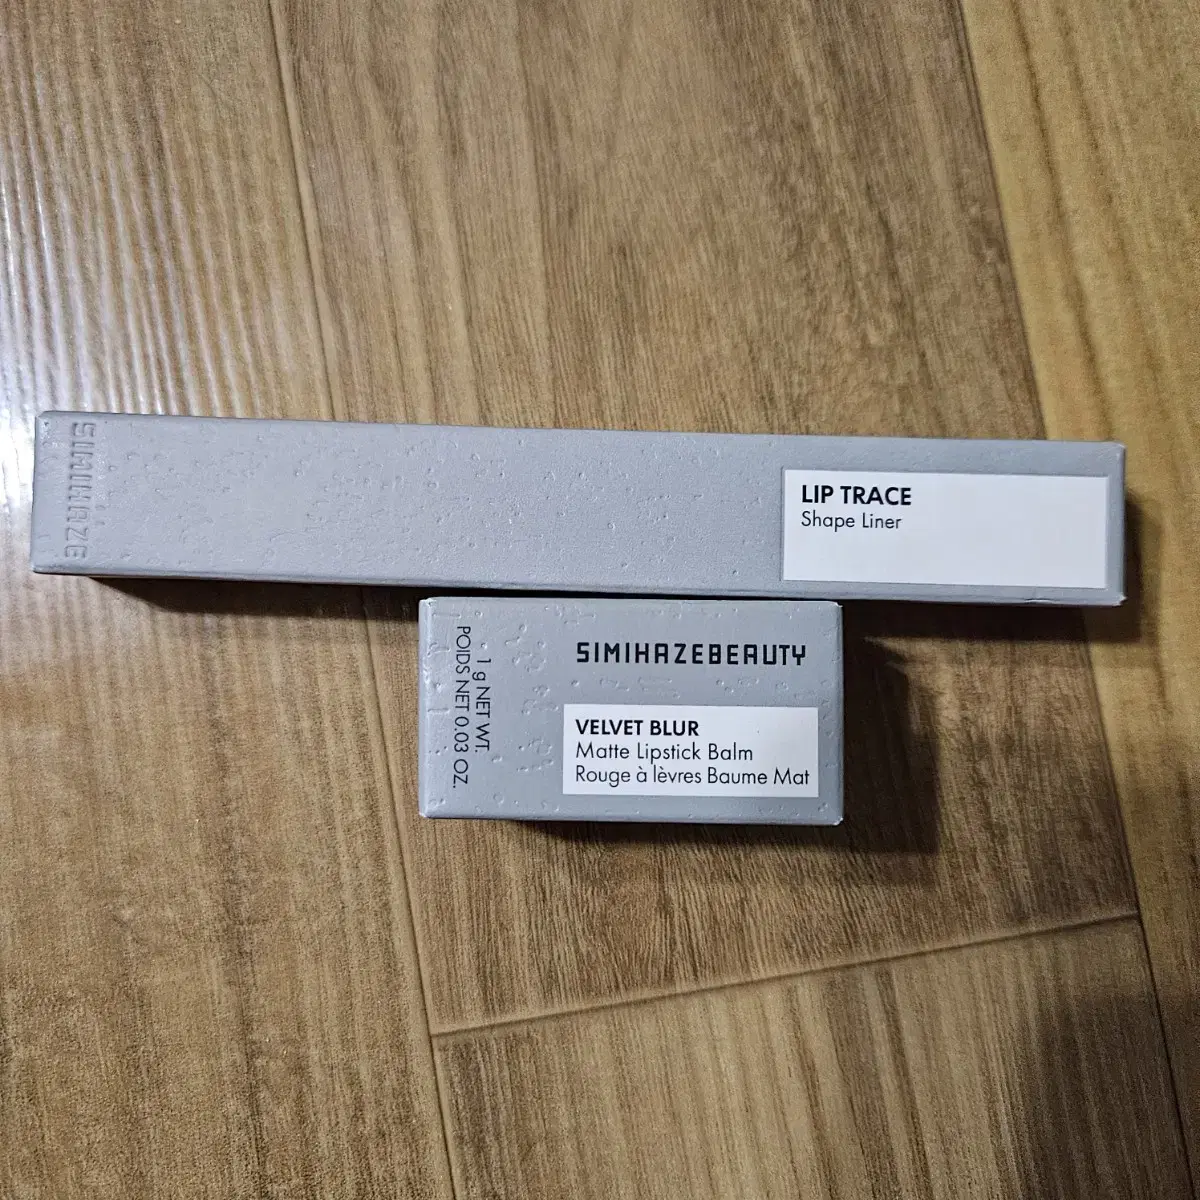 SIMIHAZE
LIP TRACE
Shape Liner
SIMIHAZEBEAUTY
VELVET BLUR
Matte Lipstick Balm
Rouge à lèvres Baume Mat
1 g NET WT.
POIDS NET 0.03 OZ.